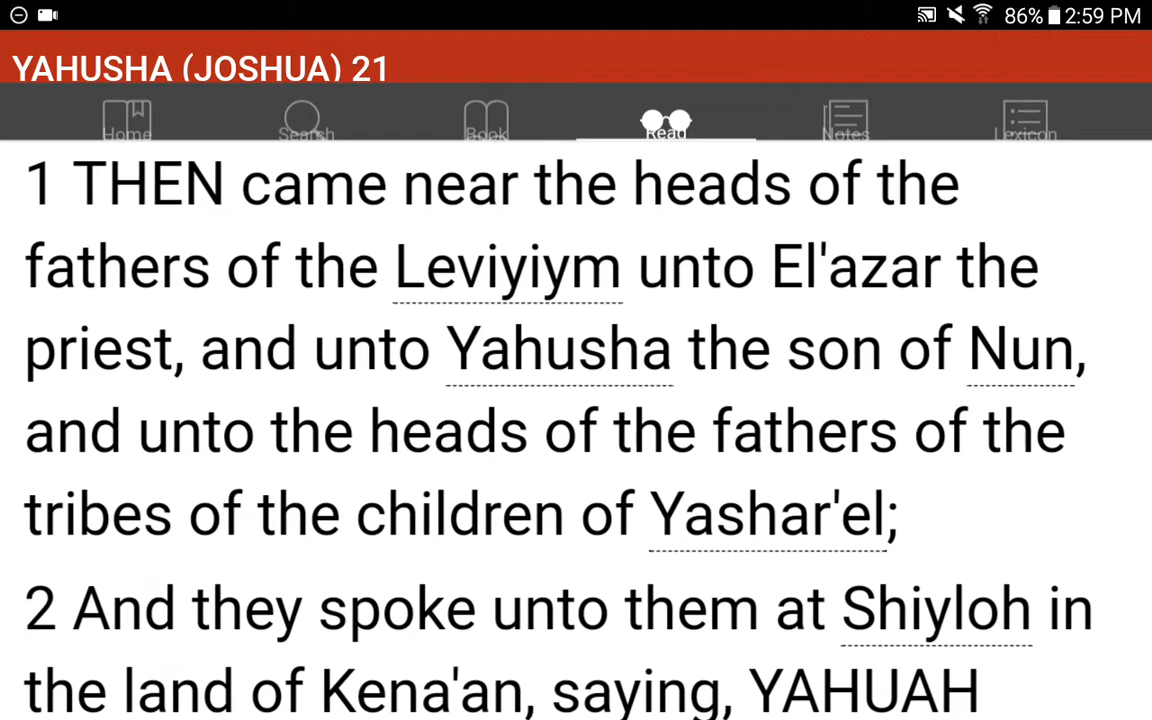 86% 2:59 PM
YAHUSHA (JOSHUA) 21
Home Search Book Read Notes Lexicon
1 THEN came near the heads of the
fathers of the Leviyiym unto El'azar the
priest, and unto Yahusha the son of Nun,
and unto the heads of the fathers of the
tribes of the children of Yashar'el;
2 And they spoke unto them at Shiyloh in
the land of Kena'an, saying, YAHUAH